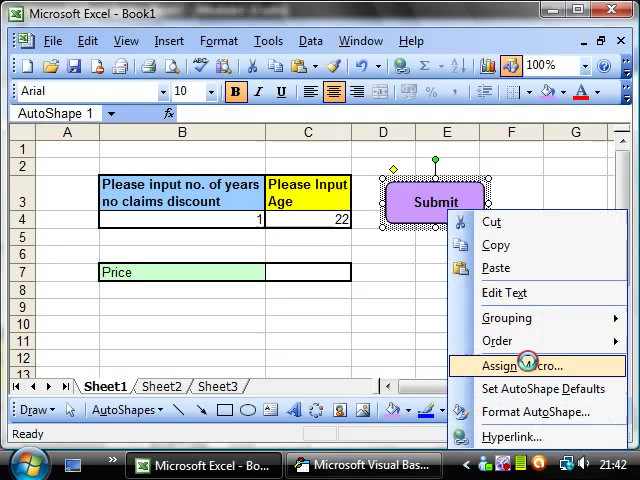 Microsoft Excel - Book1
File Edit View Insert Format Tools Data Window Help
100%
Arial 10 B I U A
AutoShape 1 fx
A B C D E F G
1
2
3 Please input no. of years no claims discount Please Input Age Submit
4 1 22
5
6
7 Price
8
9
10
11
12
13
Cut
Copy
Paste
Edit Text
Grouping
Order
Assign Macro...
Set AutoShape Defaults
Format AutoShape...
Hyperlink...
Sheet1 Sheet2 Sheet3
Draw AutoShapes
Ready
Microsoft Excel - Bo... Microsoft Visual Bas... 21:42